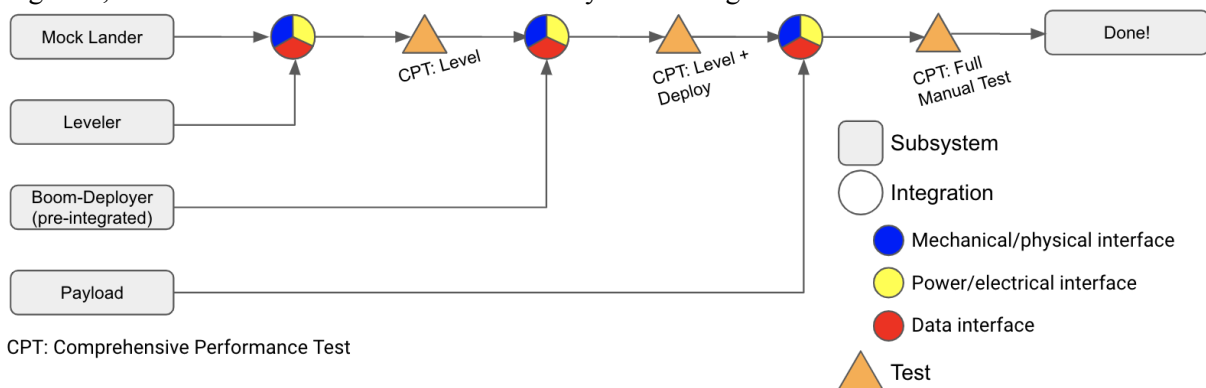 Mock Lander
Done!
CPT: Level
CPT: Level +
Deploy
CPT: Full
Manual Test
Leveler
Subsystem
Integration
Boom-Deployer
(pre-integrated)
Mechanical/physical interface
Power/electrical interface
Payload
Data interface
CPT: Comprehensive Performance Test
Test